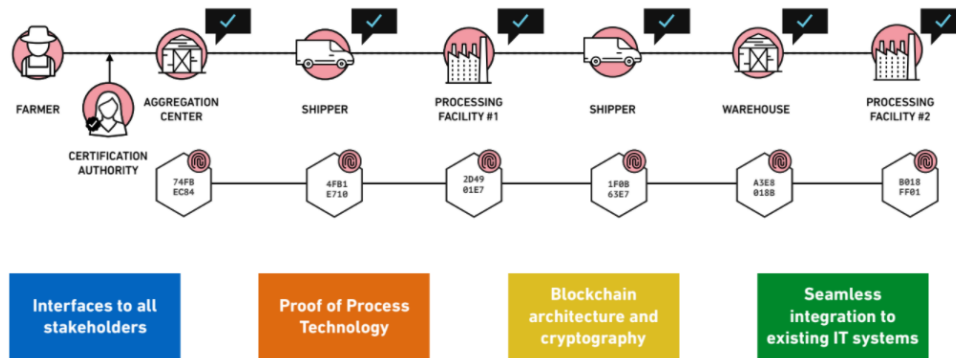 FARMER
AGGREGATION
CENTER
SHIPPER
PROCESSING
FACILITY #1
SHIPPER
WAREHOUSE
PROCESSING
FACILITY #2
CERTIFICATION
AUTHORITY
74FB
EC84
4FB1
E710
2D49
01E7
1F0B
63E7
A3E8
018B
B018
FF01
Interfaces to all
stakeholders
Proof of Process
Technology
Blockchain
architecture and
cryptography
Seamless
integration to
existing IT systems